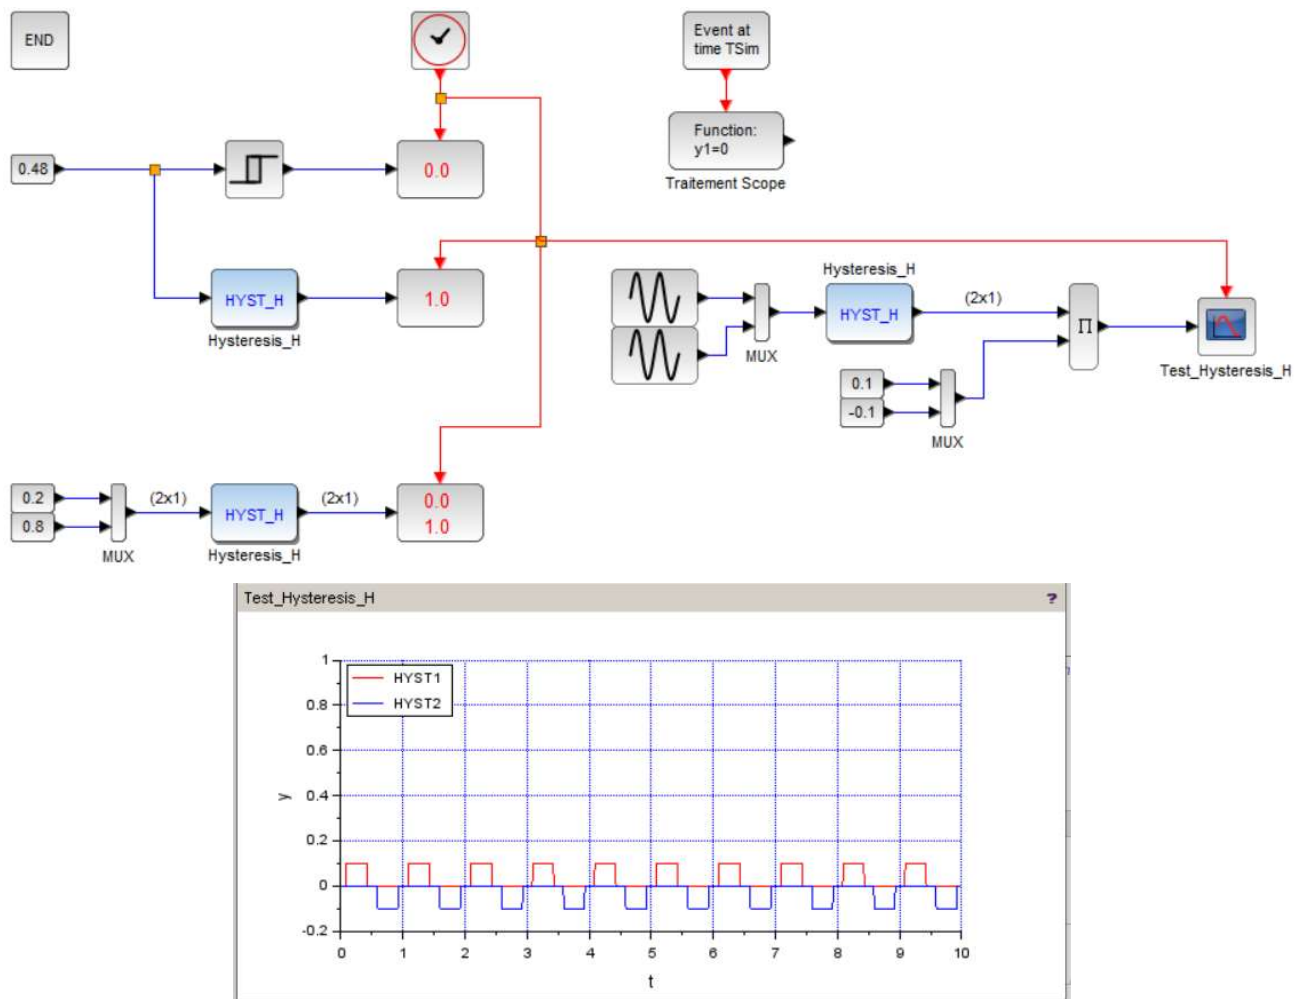 END
Event at
time TSim
Function:
y1=0
Traitement Scope
0.48
0.0
HYST_H
Hysteresis_H
1.0
Hysteresis_H
HYST_H
(2x1)
MUX
Π
Test_Hysteresis_H
0.1
-0.1
MUX
0.2
0.8
MUX
(2x1)
HYST_H
Hysteresis_H
(2x1)
0.0
1.0
Test_Hysteresis_H ?
HYST1
HYST2
1
0.8
0.6
0.4
0.2
0
-0.2
y
0 1 2 3 4 5 6 7 8 9 10
t